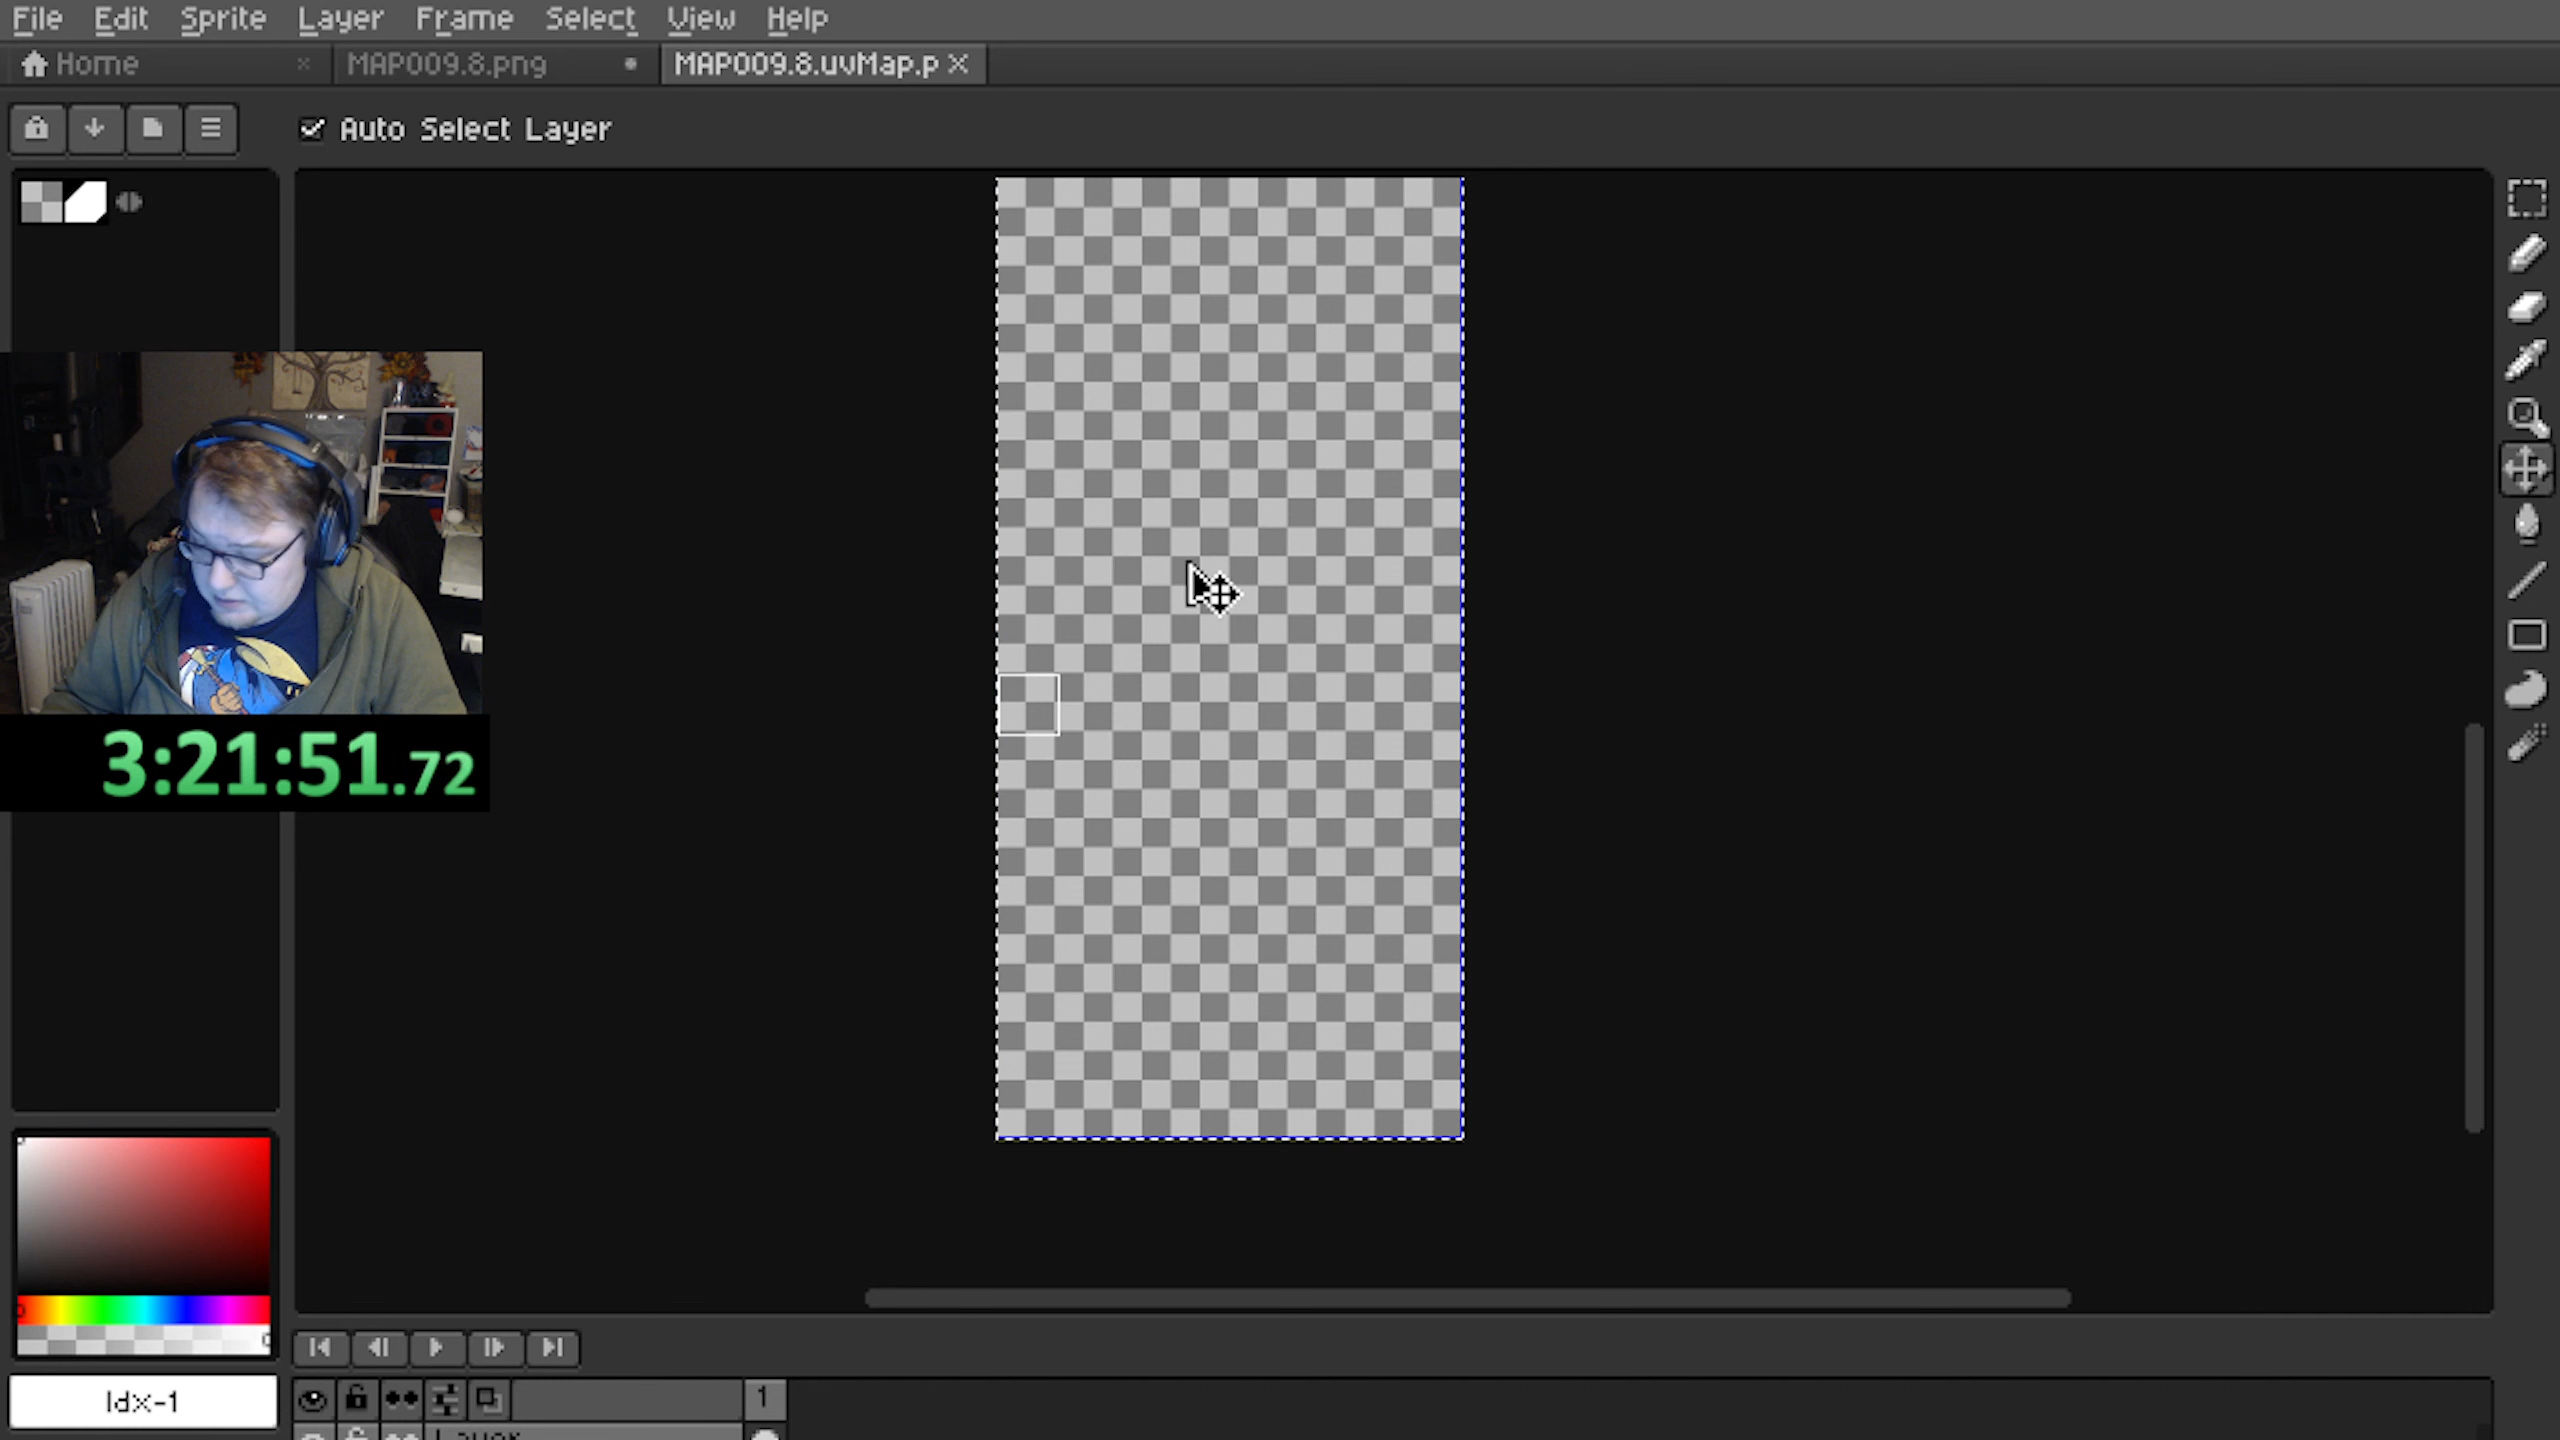 File Edit Sprite Layer Frame Select View Help
Home MAP009.8.png MAP009.8.uvMap.p
Auto Select Layer
3:21:51.72
Idx-1
1
Layer